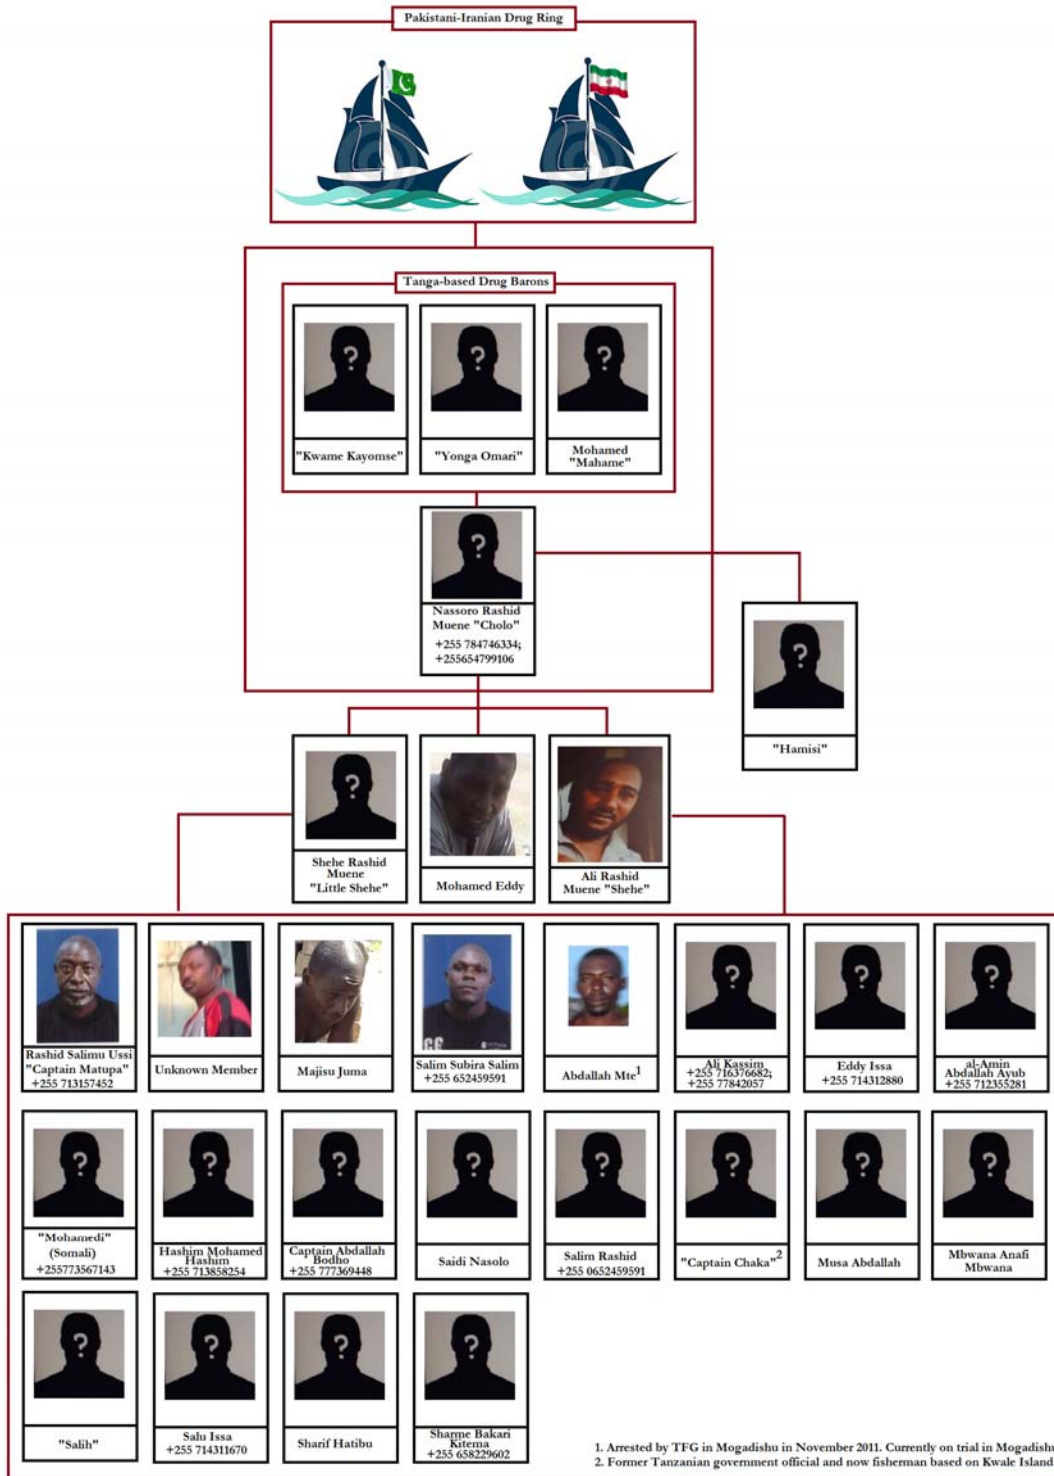 Pakistani-Iranian Drug Ring
Tanga-based Drug Barons
"Kwame Kayomse"
"Yonga Omari"
Mohamed
"Mahame"
Nassoro Rashid
Muene "Cholo"
+255 784746334;
+255654799106
"Hamisi"
Shehe Rashid
Muene
"Little Shehe"
Mohamed Eddy
Ali Rashid
Muene "Shehe"
Rashid Salimu Ussi
"Captain Matupa"
+255 713157452
Unknown Member
Majisu Juma
Salim Subira Salim
+255 652459591
Abdallah Mte1
Ali Kassim
+255 716376682;
+255 77842057
Eddy Issa
+255 714312880
al-Amin
Abdallah Ayub
+255 712355281
"Mohamedi"
(Somali)
+255773567143
Hashim Mohamed
Hashim
+255 713858254
Captain Abdallah
Bodho
+255 777369448
Saidi Nasolo
Salim Rashid
+255 0652459591
"Captain Chaka"2
Musa Abdallah
Mbwana Anafi
Mbwana
"Salih"
Salu Issa
+255 714311670
Sharif Hatibu
Sharme Bakari
Kitema
+255 658229602
1. Arrested by TFG in Mogadishu in November 2011. Currently on trial in Mogadishu
2. Former Tanzanian government official and now fisherman based on Kwale Island